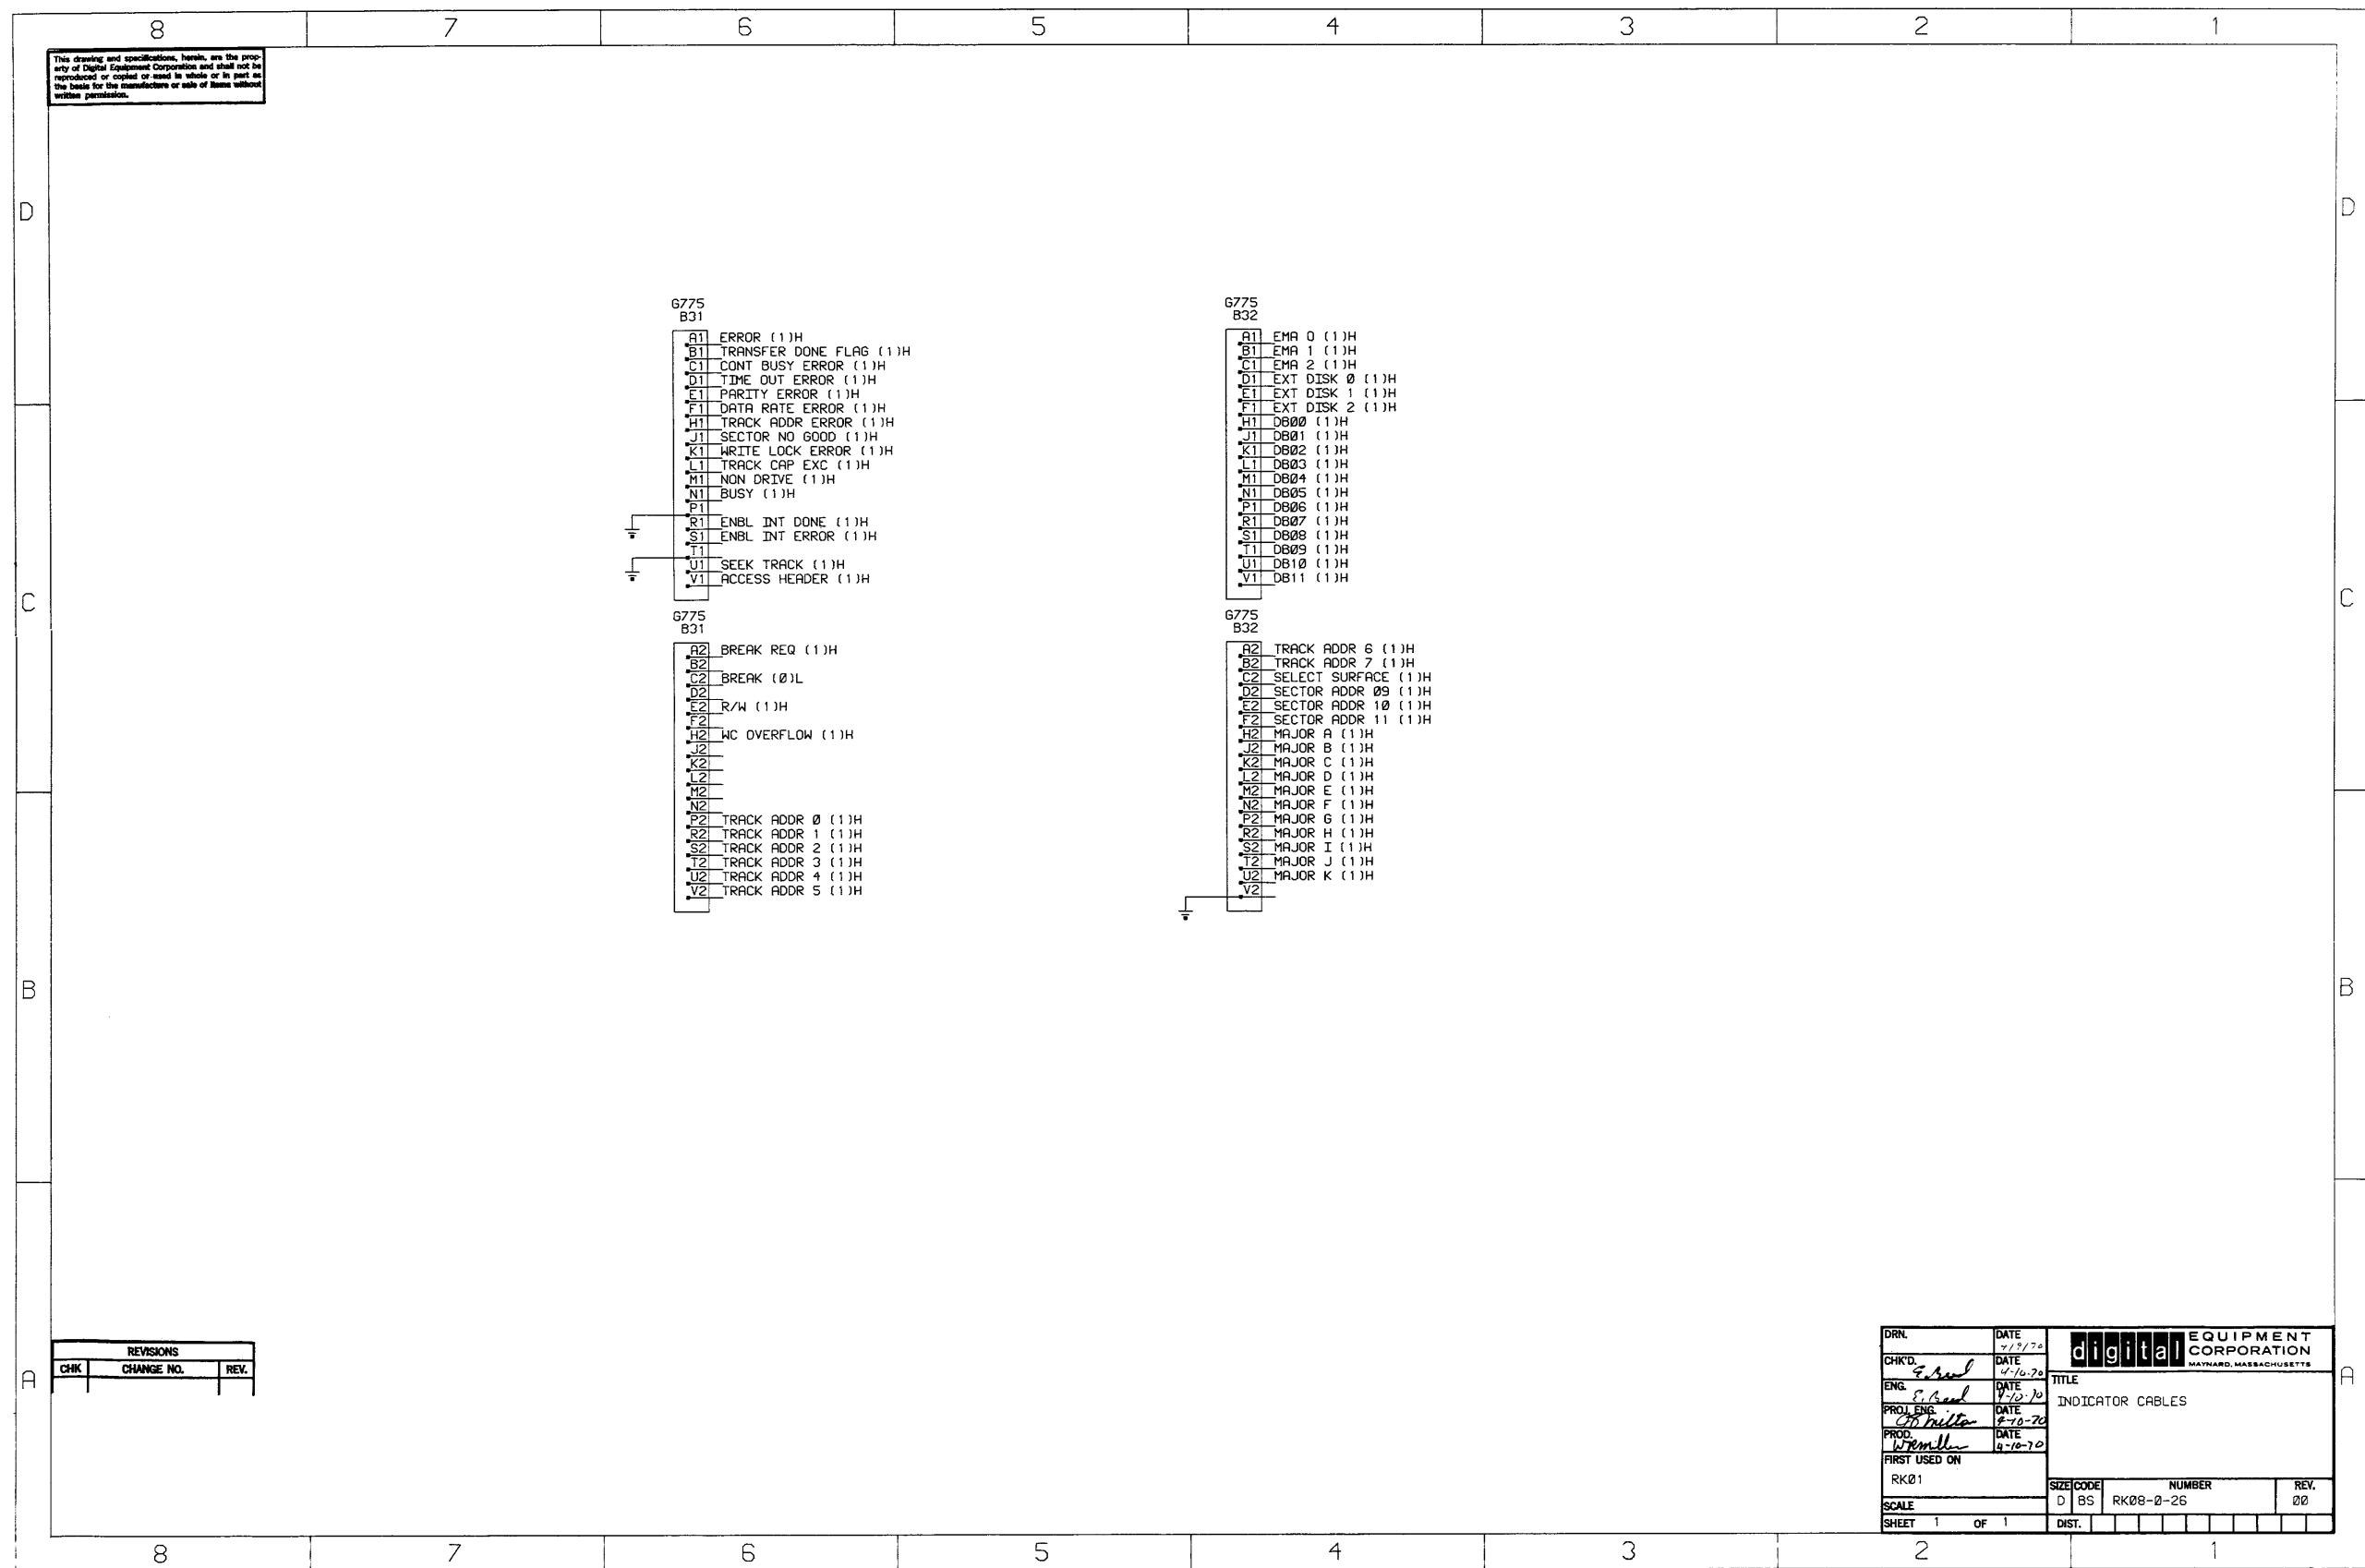 8 7 6 5 4 3 2 1
This drawing and specifications, herein, are the prop-
erty of Digital Equipment Corporation and shall not be
reproduced or copied or used in whole or in part as
the basis for the manufacture or sale of items without
written permission.
D D
G775
B31
A1 ERROR (1)H
B1 TRANSFER DONE FLAG (1)H
C1 CONT BUSY ERROR (1)H
D1 TIME OUT ERROR (1)H
E1 PARITY ERROR (1)H
F1 DATA RATE ERROR (1)H
H1 TRACK ADDR ERROR (1)H
J1 SECTOR NO GOOD (1)H
K1 WRITE LOCK ERROR (1)H
L1 TRACK CAP EXC (1)H
M1 NON DRIVE (1)H
N1 BUSY (1)H
P1
R1 ENBL INT DONE (1)H
S1 ENBL INT ERROR (1)H
T1
U1 SEEK TRACK (1)H
V1 ACCESS HEADER (1)H
G775
B31
A2 BREAK REQ (1)H
B2
C2 BREAK (Ø)L
D2
E2 R/W (1)H
F2
H2 WC OVERFLOW (1)H
J2
K2
L2
M2
N2
P2 TRACK ADDR Ø (1)H
R2 TRACK ADDR 1 (1)H
S2 TRACK ADDR 2 (1)H
T2 TRACK ADDR 3 (1)H
U2 TRACK ADDR 4 (1)H
V2 TRACK ADDR 5 (1)H
G775
B32
A1 EMA 0 (1)H
B1 EMA 1 (1)H
C1 EMA 2 (1)H
D1 EXT DISK Ø (1)H
E1 EXT DISK 1 (1)H
F1 EXT DISK 2 (1)H
H1 DBØØ (1)H
J1 DBØ1 (1)H
K1 DBØ2 (1)H
L1 DBØ3 (1)H
M1 DBØ4 (1)H
N1 DBØ5 (1)H
P1 DBØ6 (1)H
R1 DBØ7 (1)H
S1 DBØ8 (1)H
T1 DBØ9 (1)H
U1 DB1Ø (1)H
V1 DB11 (1)H
G775
B32
A2 TRACK ADDR 6 (1)H
B2 TRACK ADDR 7 (1)H
C2 SELECT SURFACE (1)H
D2 SECTOR ADDR Ø9 (1)H
E2 SECTOR ADDR 1Ø (1)H
F2 SECTOR ADDR 11 (1)H
H2 MAJOR A (1)H
J2 MAJOR B (1)H
K2 MAJOR C (1)H
L2 MAJOR D (1)H
M2 MAJOR E (1)H
N2 MAJOR F (1)H
P2 MAJOR G (1)H
R2 MAJOR H (1)H
S2 MAJOR I (1)H
T2 MAJOR J (1)H
U2 MAJOR K (1)H
V2
C C
B B
A A
REVISIONS
CHK CHANGE NO. REV.
DRN. DATE 4/9/70
CHK'D. DATE 4-10-70
ENG. DATE 4-10-70
PROJ. ENG. DATE 4-10-70
PROD. DATE 4-10-70
FIRST USED ON
RKØ1
SCALE
SHEET 1 OF 1
digital EQUIPMENT
CORPORATION
MAYNARD, MASSACHUSETTS
TITLE
INDICATOR CABLES
SIZE CODE NUMBER REV.
D BS RKØ8-Ø-26 ØØ
DIST.
8 7 6 5 4 3 2 1